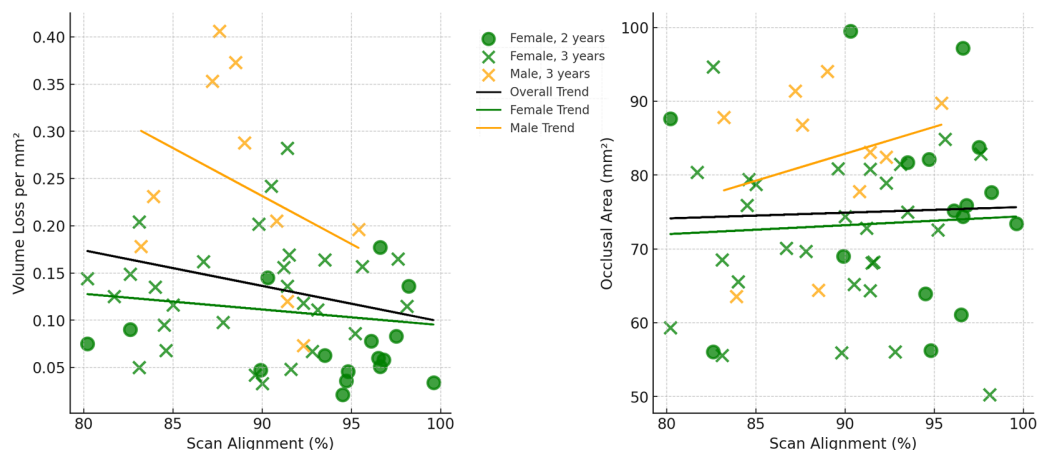 0.40
0.35
0.30
0.25
0.20
0.15
0.10
0.05
Volume Loss per mm²
80
85
90
95
100
Scan Alignment (%)
Female, 2 years
Female, 3 years
Male, 3 years
Overall Trend
Female Trend
Male Trend
100
90
80
70
60
50
Occlusal Area (mm²)
80
85
90
95
100
Scan Alignment (%)